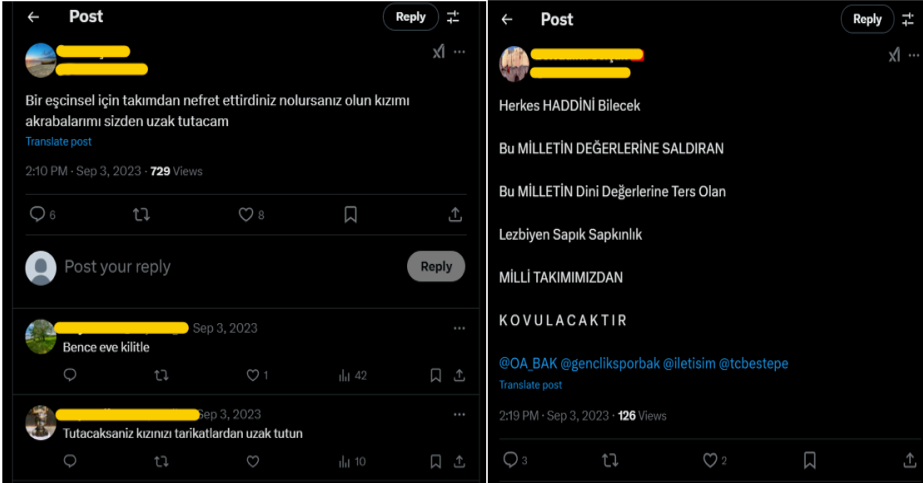 Post
Reply
Bir eşcinsel için takımdan nefret ettirdiniz nolursanız olun kızımı
akrabalarımı sizden uzak tutacam
Translate post
2:10 PM · Sep 3, 2023 · 729 Views
6
8
Post your reply
Reply
Sep 3, 2023
Bence eve kilitle
1
42
Sep 3, 2023
Tutacaksaniz kızınızı tarikatlardan uzak tutun
10
Post
Reply
Herkes HADDİNİ Bilecek
Bu MİLLETİN DEĞERLERİNE SALDIRAN
Bu MİLLETİN Dini Değerlerine Ters Olan
Lezbiyen Sapık Sapkınlık
MİLLİ TAKIMIMIZDAN
K O V U L A C A K T I R
@OA_BAK @gencliksporbak @iletisim @tcbestepe
Translate post
2:19 PM · Sep 3, 2023 · 126 Views
3
2